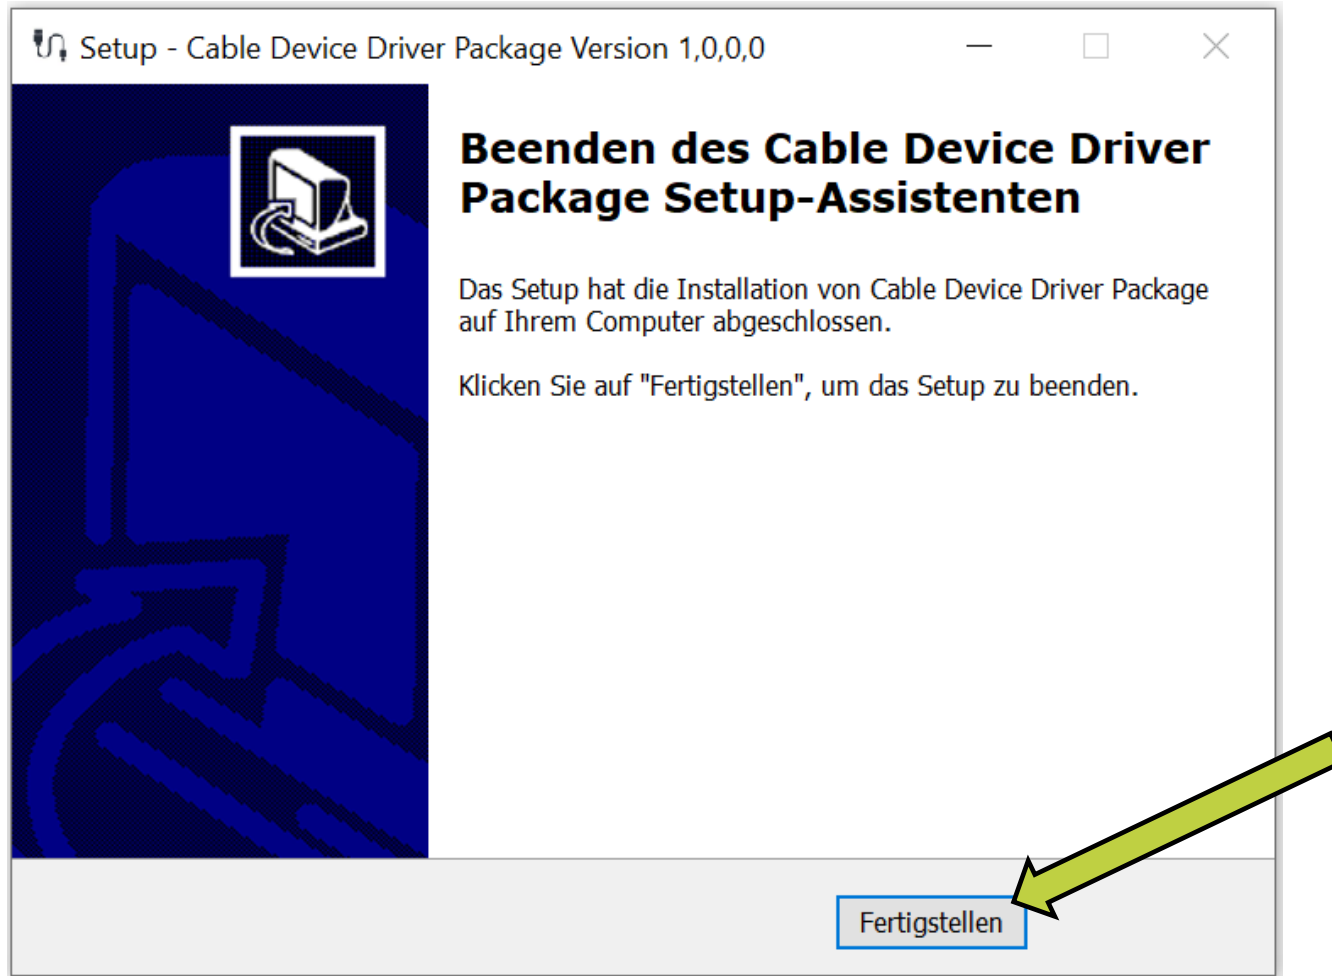 Setup - Cable Device Driver Package Version 1,0,0,0
Beenden des Cable Device Driver
Package Setup-Assistenten
Das Setup hat die Installation von Cable Device Driver Package
auf Ihrem Computer abgeschlossen.
Klicken Sie auf "Fertigstellen", um das Setup zu beenden.
Fertigstellen